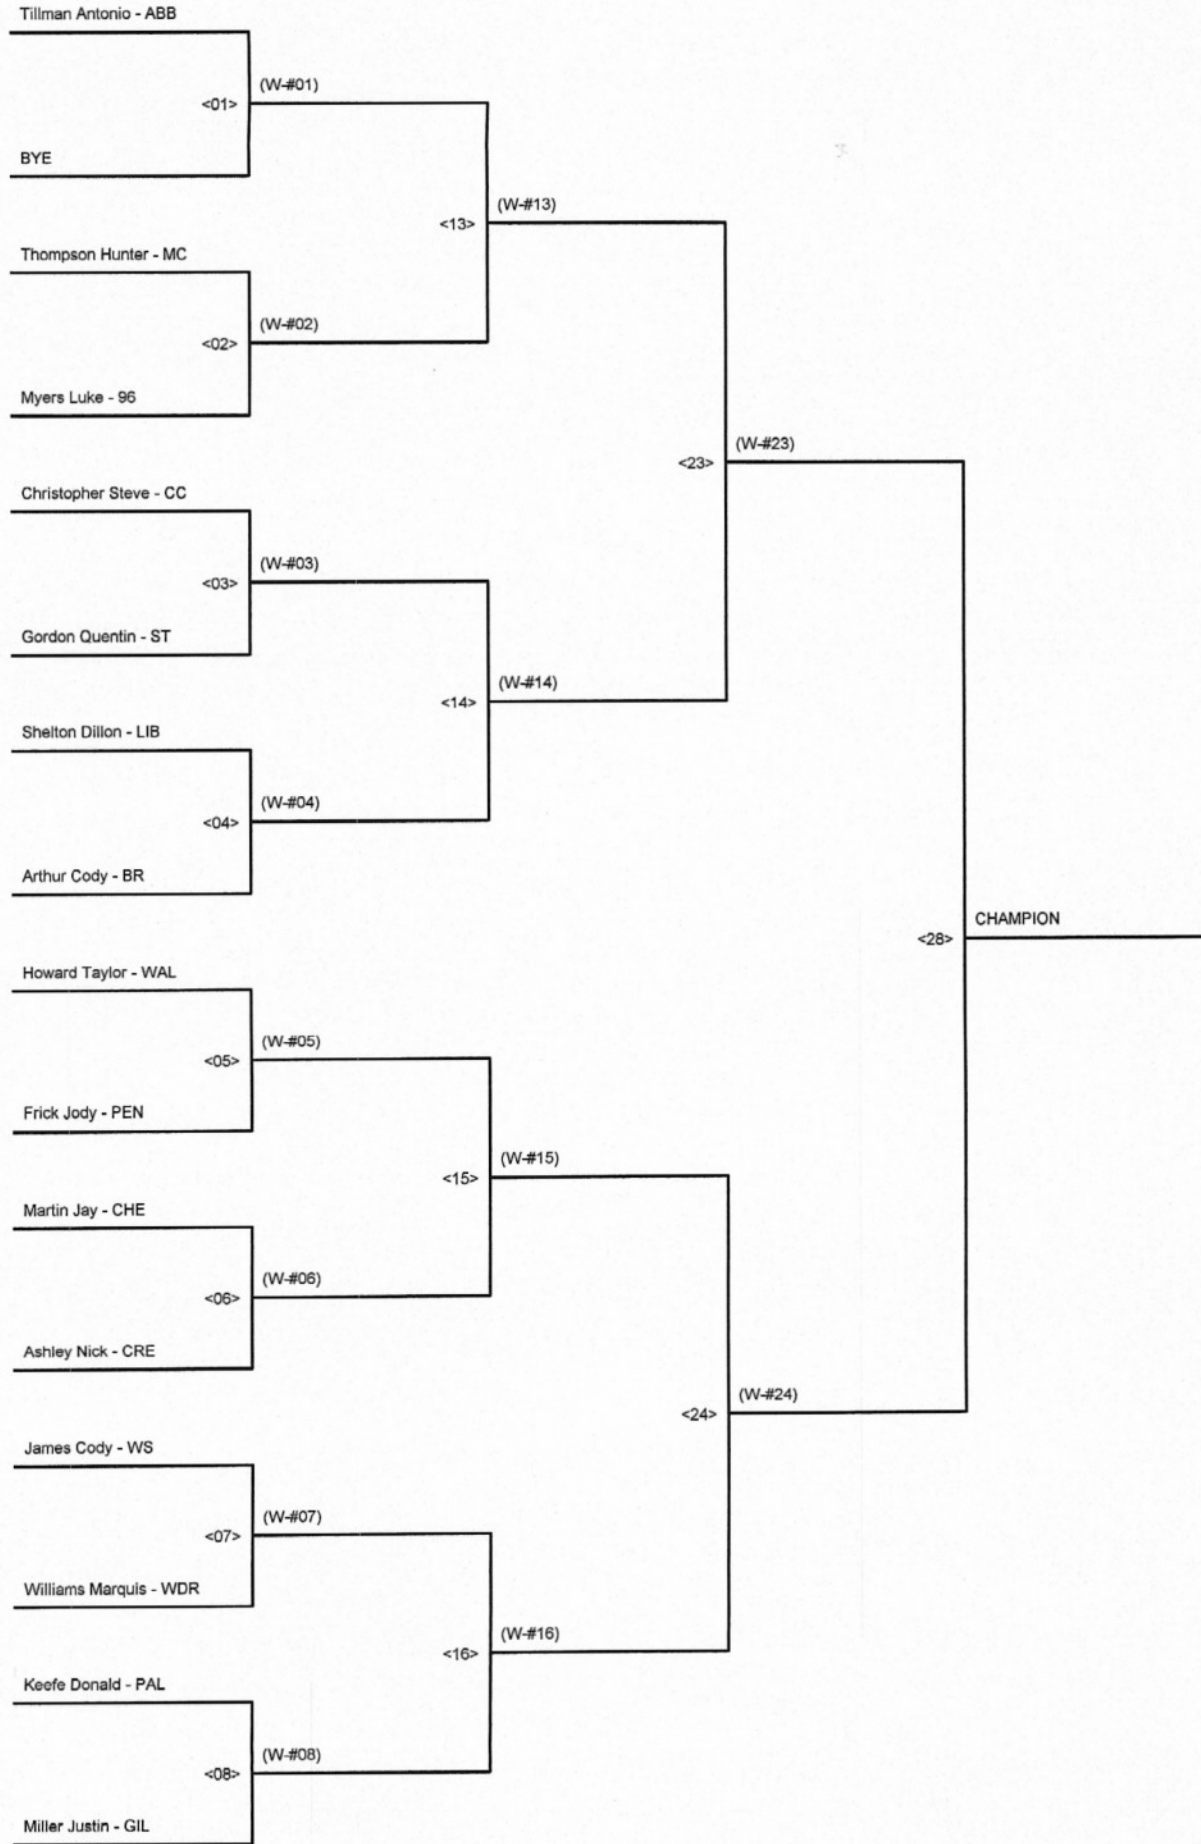 Tillman Antonio - ABB
(W-#01)
<01>
BYE
(W-#13)
<13>
Thompson Hunter - MC
(W-#02)
<02>
Myers Luke - 96
(W-#23)
<23>
Christopher Steve - CC
(W-#03)
<03>
Gordon Quentin - ST
(W-#14)
<14>
Shelton Dillon - LIB
(W-#04)
<04>
Arthur Cody - BR
CHAMPION
<28>
Howard Taylor - WAL
(W-#05)
<05>
Frick Jody - PEN
(W-#15)
<15>
Martin Jay - CHE
(W-#06)
<06>
Ashley Nick - CRE
(W-#24)
<24>
James Cody - WS
(W-#07)
<07>
Williams Marquis - WDR
(W-#16)
<16>
Keefe Donald - PAL
(W-#08)
<08>
Miller Justin - GIL